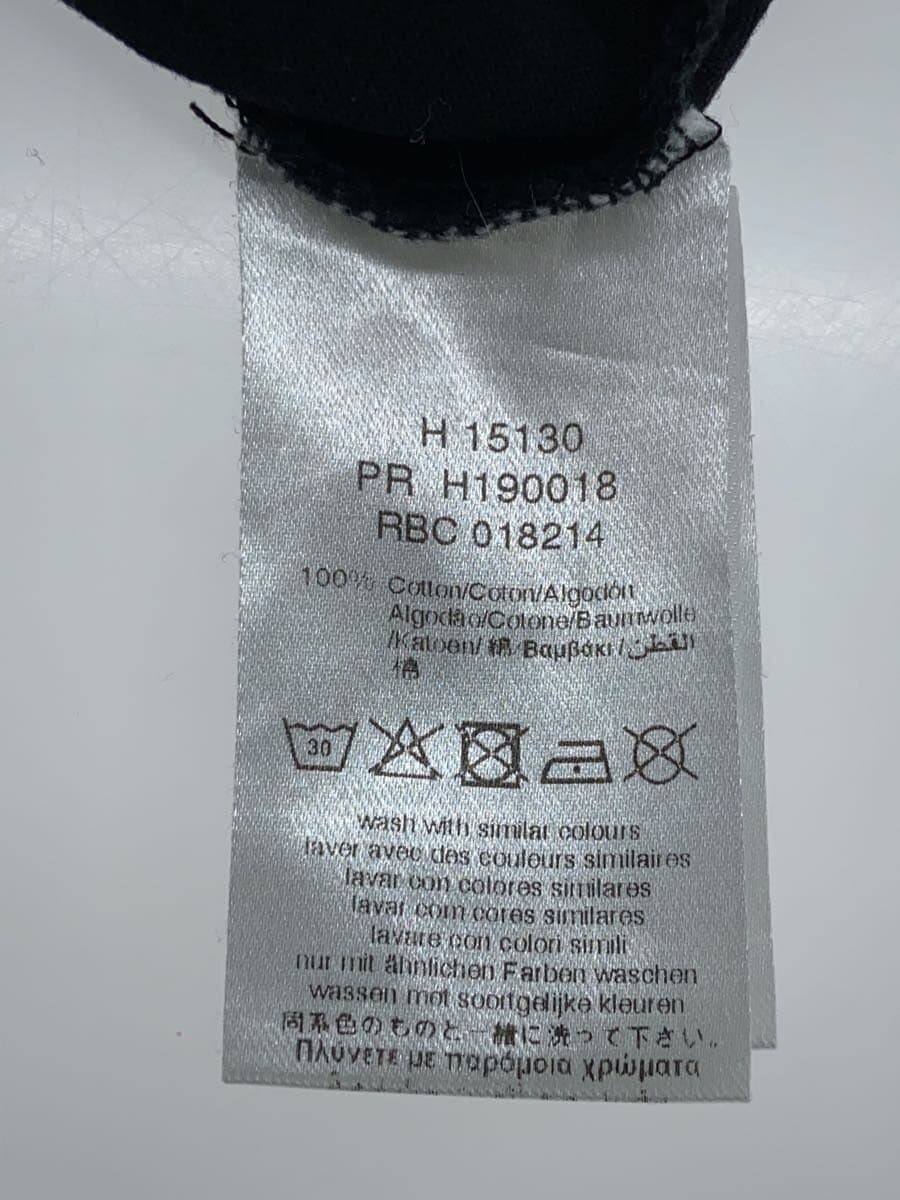 H 15130
PR H190018
RBC 018214
100% Cotton/Coton/Algodón
Algodão/Cotone/Baumwolle
/Katoen/ 棉/Βαμβάκι/القطن
棉
30
wash with similar colours
laver avec des couleurs similaires
lavar con colores similares
lavar com cores similares
lavare con colori simili
nur mit ähnlichen Farben waschen
wassen met soortgelijke kleuren
同系色のものと一緒に洗って下さい。
Πλύνετε με παρόμοια χρώματα